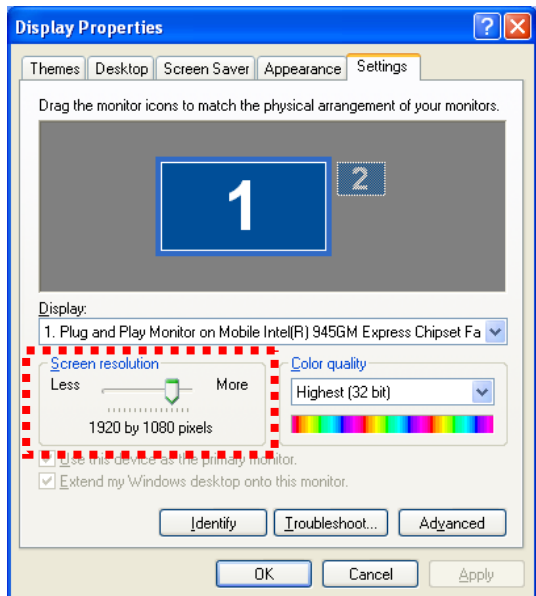 Display Properties
Themes Desktop Screen Saver Appearance Settings
Drag the monitor icons to match the physical arrangement of your monitors.
1
2
Display:
1. Plug and Play Monitor on Mobile Intel(R) 945GM Express Chipset Fa
Screen resolution
Less More
1920 by 1080 pixels
Color quality
Highest (32 bit)
Use this device as the primary monitor.
Extend my Windows desktop onto this monitor.
Identify Troubleshoot... Advanced
OK Cancel Apply